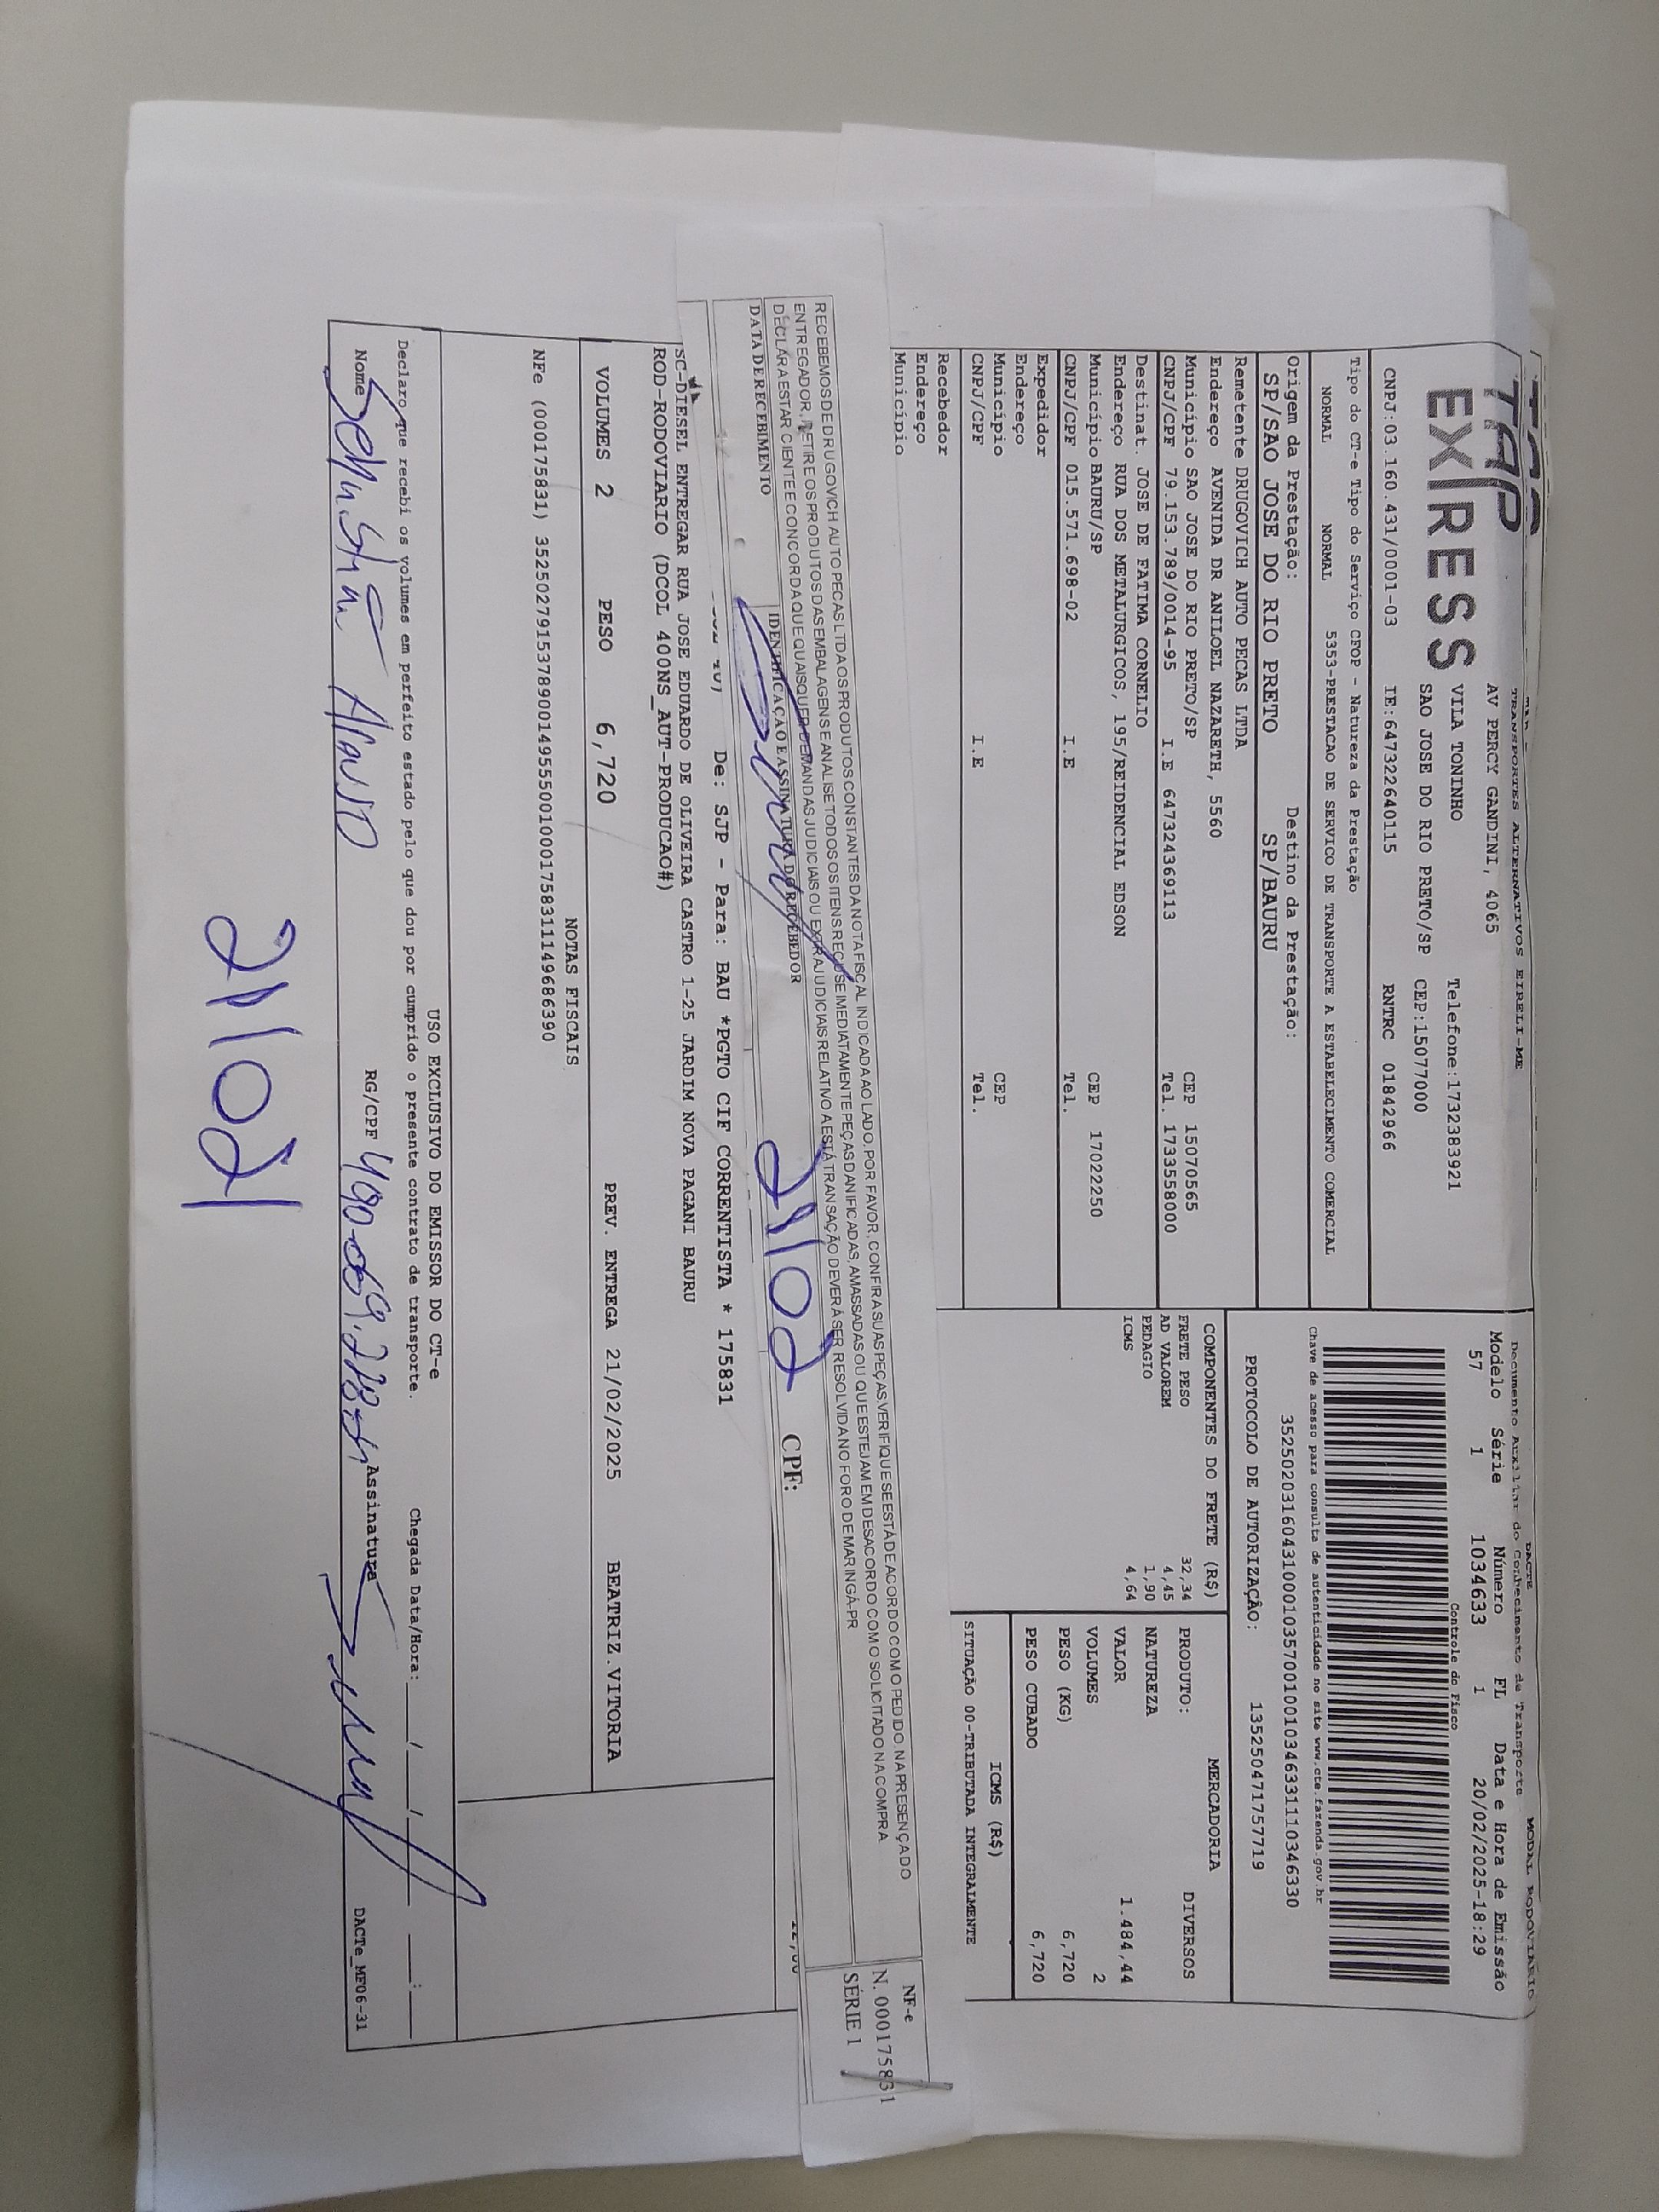 TAP
EXPRESS
TRANSPORTES ALTERNATIVOS EIRELI-ME
AV PERCY GANDINI, 4065
VILA TONINHO
Telefone:1732383921
SAO JOSE DO RIO PRETO/SP CEP:15077000
CNPJ:03.160.431/0001-03 IE:647322640115 RNTRC 01842966
DACTE
Documento Auxiliar do Conhecimento de Transporte
MODAL RODOVIÁRIO
Modelo Série Número FL Data e Hora de Emissão
57 1 1034633 1 20/02/2025-18:29
Controle do Fisco
Tipo do CT-e Tipo do Serviço CFOP - Natureza da Prestação
NORMAL NORMAL 5353-PRESTACAO DE SERVICO DE TRANSPORTE A ESTABELECIMENTO COMERCIAL
Chave de acesso para consulta de autenticidade no site www.cte.fazenda.gov.br
35250203160431000103570010010346331110346330
Origem da Prestação: Destino da Prestação:
SP/SAO JOSE DO RIO PRETO SP/BAURU
PROTOCOLO DE AUTORIZAÇÃO: 135250471757719
Remetente DRUGOVICH AUTO PECAS LTDA
Endereço AVENIDA DR ANILOEL NAZARETH, 5560
Município SAO JOSE DO RIO PRETO/SP CEP 15070565
CNPJ/CPF 79.153.789/0014-95 I.E 647324369113 Tel. 1733558000
Destinat. JOSE DE FATIMA CORNELIO
Endereço RUA DOS METALURGICOS, 195/REIDENCIAL EDSON
Município BAURU/SP CEP 17022250
CNPJ/CPF 015.571.698-02 I.E Tel.
Expedidor
Endereço
Município CEP
CNPJ/CPF I.E Tel.
Recebedor
Endereço
Município
COMPONENTES DO FRETE (R$)
FRETE PESO 32,34
AD VALOREM 4,45
PEDAGIO 1,90
ICMS 4,64
MERCADORIA
PRODUTO: DIVERSOS
NATUREZA
VALOR 1.484,44
VOLUMES 2
PESO (KG) 6,720
PESO CUBADO 6,720
ICMS (R$)
SITUAÇÃO 00-TRIBUTADA INTEGRALMENTE
RECEBEMOS DE DRUGOVICH AUTO PECAS LTDA OS PRODUTOS CONSTANTES DA NOTA FISCAL INDICADA AO LADO, POR FAVOR, CONFIRA SUAS PEÇAS, VERIFIQUE SE ESTÁ DE ACORDO COM O PEDIDO, NA PRESENÇA DO
ENTREGADOR, RETIRE OS PRODUTOS DAS EMBALAGENS E ANALISE TODOS OS ITENS RECUSE IMEDIATAMENTE PEÇAS DANIFICADAS, AMASSADAS OU QUE ESTEJAM EM DESACORDO COM O SOLICITADO NA COMPRA
DECLARA ESTAR CIENTE E CONCORDA QUE QUAISQUER DEMANDAS JUDICIAIS OU EXTRAJUDICIAIS RELATIVO A ESTÁ TRANSAÇÃO DEVERÁ SER RESOLVIDA NO FORO DE MARINGÁ-PR
DATA DE RECEBIMENTO IDENTIFICAÇÃO E ASSINATURA DO RECEBEDOR 21/02 CPF:
NF-e
N. 000175831
SÉRIE 1
De: SJP - Para: BAU *PGTO CIF CORRENTISTA * 175831
SC-DIESEL ENTREGAR RUA JOSE EDUARDO DE OLIVEIRA CASTRO 1-25 JARDIM NOVA PAGANI BAURU
ROD-RODOVIARIO (DCOL 400NS_AUT-PRODUCAO#)
VOLUMES 2 PESO 6,720 PREV. ENTREGA 21/02/2025 BEATRIZ.VITORIA
NOTAS FISCAIS
NFe (000175831) 35250279153789001495550010001758311114968639​0
USO EXCLUSIVO DO EMISSOR DO CT-e
Declaro que recebi os volumes em perfeito estado pelo que dou por cumprido o presente contrato de transporte. Chegada Data/Hora: ___/___/___ __:__
Nome RG/CPF Assinatura
DACTe_MF06-31
21/02